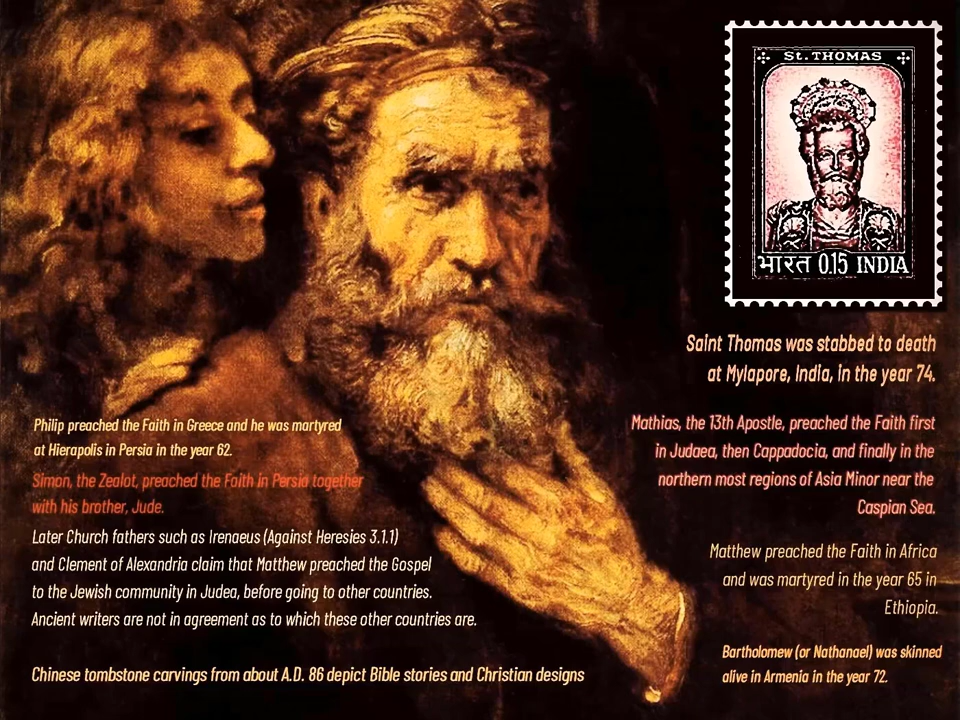 St. THOMAS
भारत 0.15 INDIA
Saint Thomas was stabbed to death
at Mylapore, India, in the year 74.
Philip preached the Faith in Greece and he was martyred
at Hierapolis in Persia in the year 62.
Simon, the Zealot, preached the Faith in Persia together
with his brother, Jude.
Later Church fathers such as Irenaeus (Against Heresies 3.1.1)
and Clement of Alexandria claim that Matthew preached the Gospel
to the Jewish community in Judea, before going to other countries.
Ancient writers are not in agreement as to which these other countries are.
Chinese tombstone carvings from about A.D. 86 depict Bible stories and Christian designs
Mathias, the 13th Apostle, preached the Faith first
in Judaea, then Cappadocia, and finally in the
northern most regions of Asia Minor near the
Caspian Sea.
Matthew preached the Faith in Africa
and was martyred in the year 65 in
Ethiopia.
Bartholomew (or Nathanael) was skinned
alive in Armenia in the year 72.